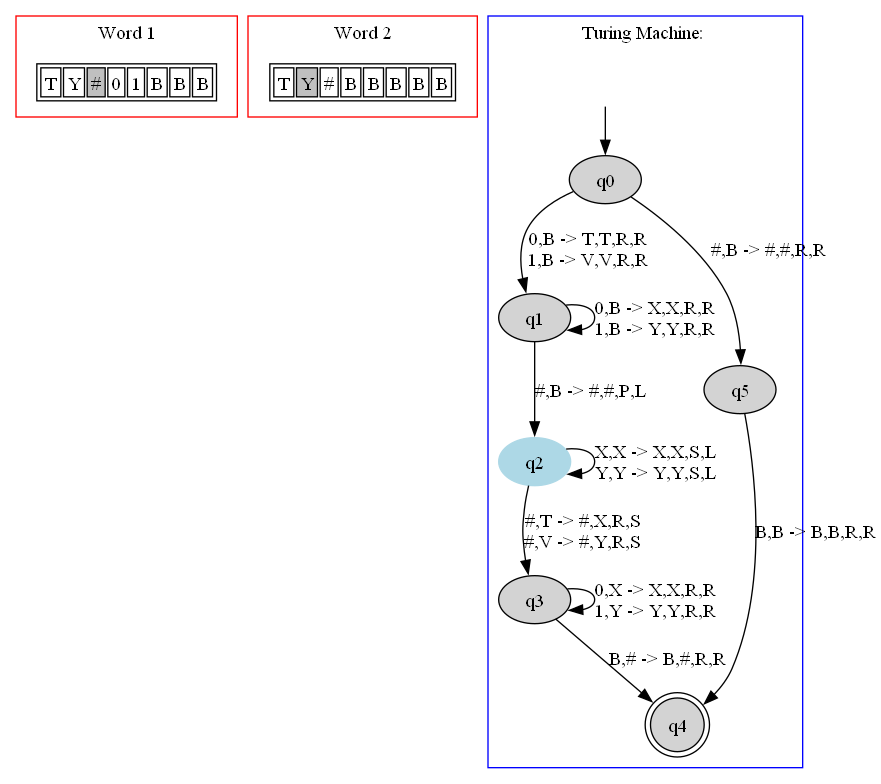 Word 1
T Y # 0 1 B B B
Word 2
T Y # B B B B B
Turing Machine:
q0
0,B -> T,T,R,R
1,B -> V,V,R,R
#,B -> #,#,R,R
q1
0,B -> X,X,R,R
1,B -> Y,Y,R,R
#,B -> #,#,P,L
q5
q2
X,X -> X,X,S,L
Y,Y -> Y,Y,S,L
#,T -> #,X,R,S
#,V -> #,Y,R,S
B,B -> B,B,R,R
q3
0,X -> X,X,R,R
1,Y -> Y,Y,R,R
B,# -> B,#,R,R
q4